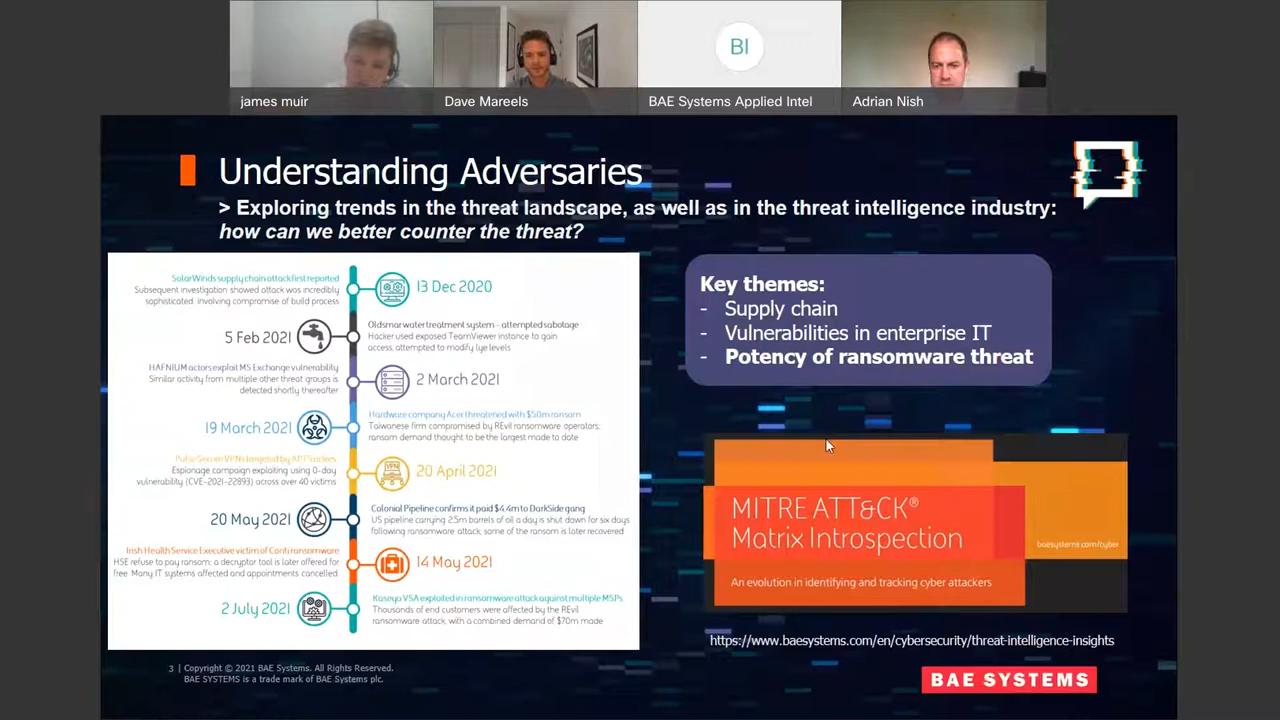 BI
james muir
Dave Mareels
BAE Systems Applied Intel
Adrian Nish
Understanding Adversaries
> Exploring trends in the threat landscape, as well as in the threat intelligence industry:
how can we better counter the threat?
SolarWinds supply chain attack first reported
Subsequent investigation showed attack was incredibly
sophisticated, involving compromise of build process
13 Dec 2020
5 Feb 2021
Oldsmar water treatment system - attempted sabotage
Hacker used exposed TeamViewer instance to gain
access, attempted to modify lye levels
HAFNIUM actors exploit MS Exchange vulnerability
Similar activity from multiple other threat groups is
detected shortly thereafter
2 March 2021
19 March 2021
Hardware company Acer threatened with $50m ransom
Taiwanese firm compromised by REvil ransomware operators;
ransom demand thought to be the largest made to date
Pulse Secure VPNs targeted by APT actors
Espionage campaign exploiting using 0-day
vulnerability (CVE-2021-22893) across over 40 victims
VPN
20 April 2021
20 May 2021
Colonial Pipeline confirms it paid $4.4m to DarkSide gang
US pipeline carrying 2.5m barrels of oil a day is shut down for six days
following ransomware attack; some of the ransom is later recovered
Irish Health Service Executive victim of Conti ransomware
HSE refuse to pay ransom; a decryptor tool is later offered for
free. Many IT systems affected and appointments cancelled.
14 May 2021
2 July 2021
Kaseya VSA exploited in ransomware attack against multiple MSPs
Thousands of end customers were affected by the REvil
ransomware attack, with a combined demand of $70m made
Key themes:
- Supply chain
- Vulnerabilities in enterprise IT
- Potency of ransomware threat
MITRE ATT&CK®
Matrix Introspection
baesystems.com/cyber
An evolution in identifying and tracking cyber attackers
https://www.baesystems.com/en/cybersecurity/threat-intelligence-insights
3 | Copyright © 2021 BAE Systems. All Rights Reserved.
BAE SYSTEMS is a trade mark of BAE Systems plc.
BAE SYSTEMS